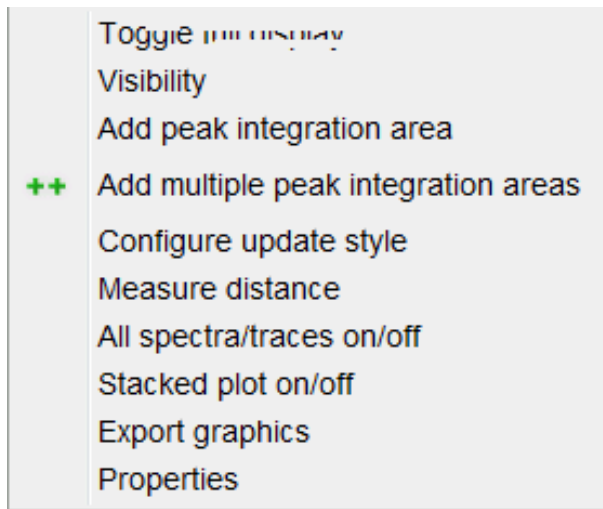 Toggle display
Visibility
Add peak integration area
++ Add multiple peak integration areas
Configure update style
Measure distance
All spectra/traces on/off
Stacked plot on/off
Export graphics
Properties